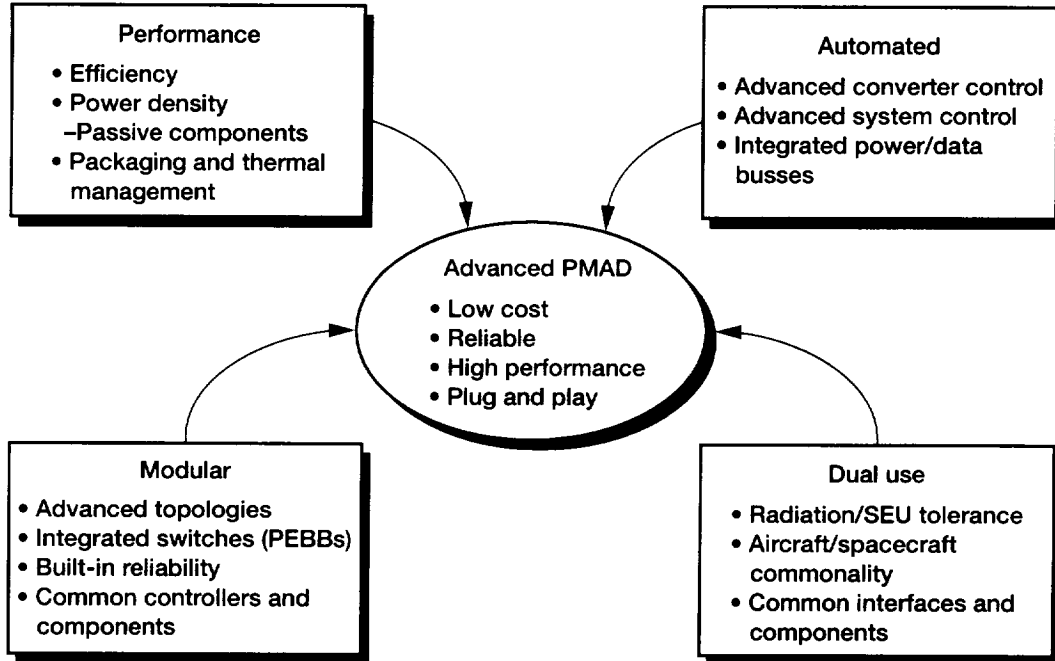 Performance
• Efficiency
• Power density
–Passive components
• Packaging and thermal
management
Automated
• Advanced converter control
• Advanced system control
• Integrated power/data
busses
Advanced PMAD
• Low cost
• Reliable
• High performance
• Plug and play
Modular
• Advanced topologies
• Integrated switches (PEBBs)
• Built-in reliability
• Common controllers and
components
Dual use
• Radiation/SEU tolerance
• Aircraft/spacecraft
commonality
• Common interfaces and
components